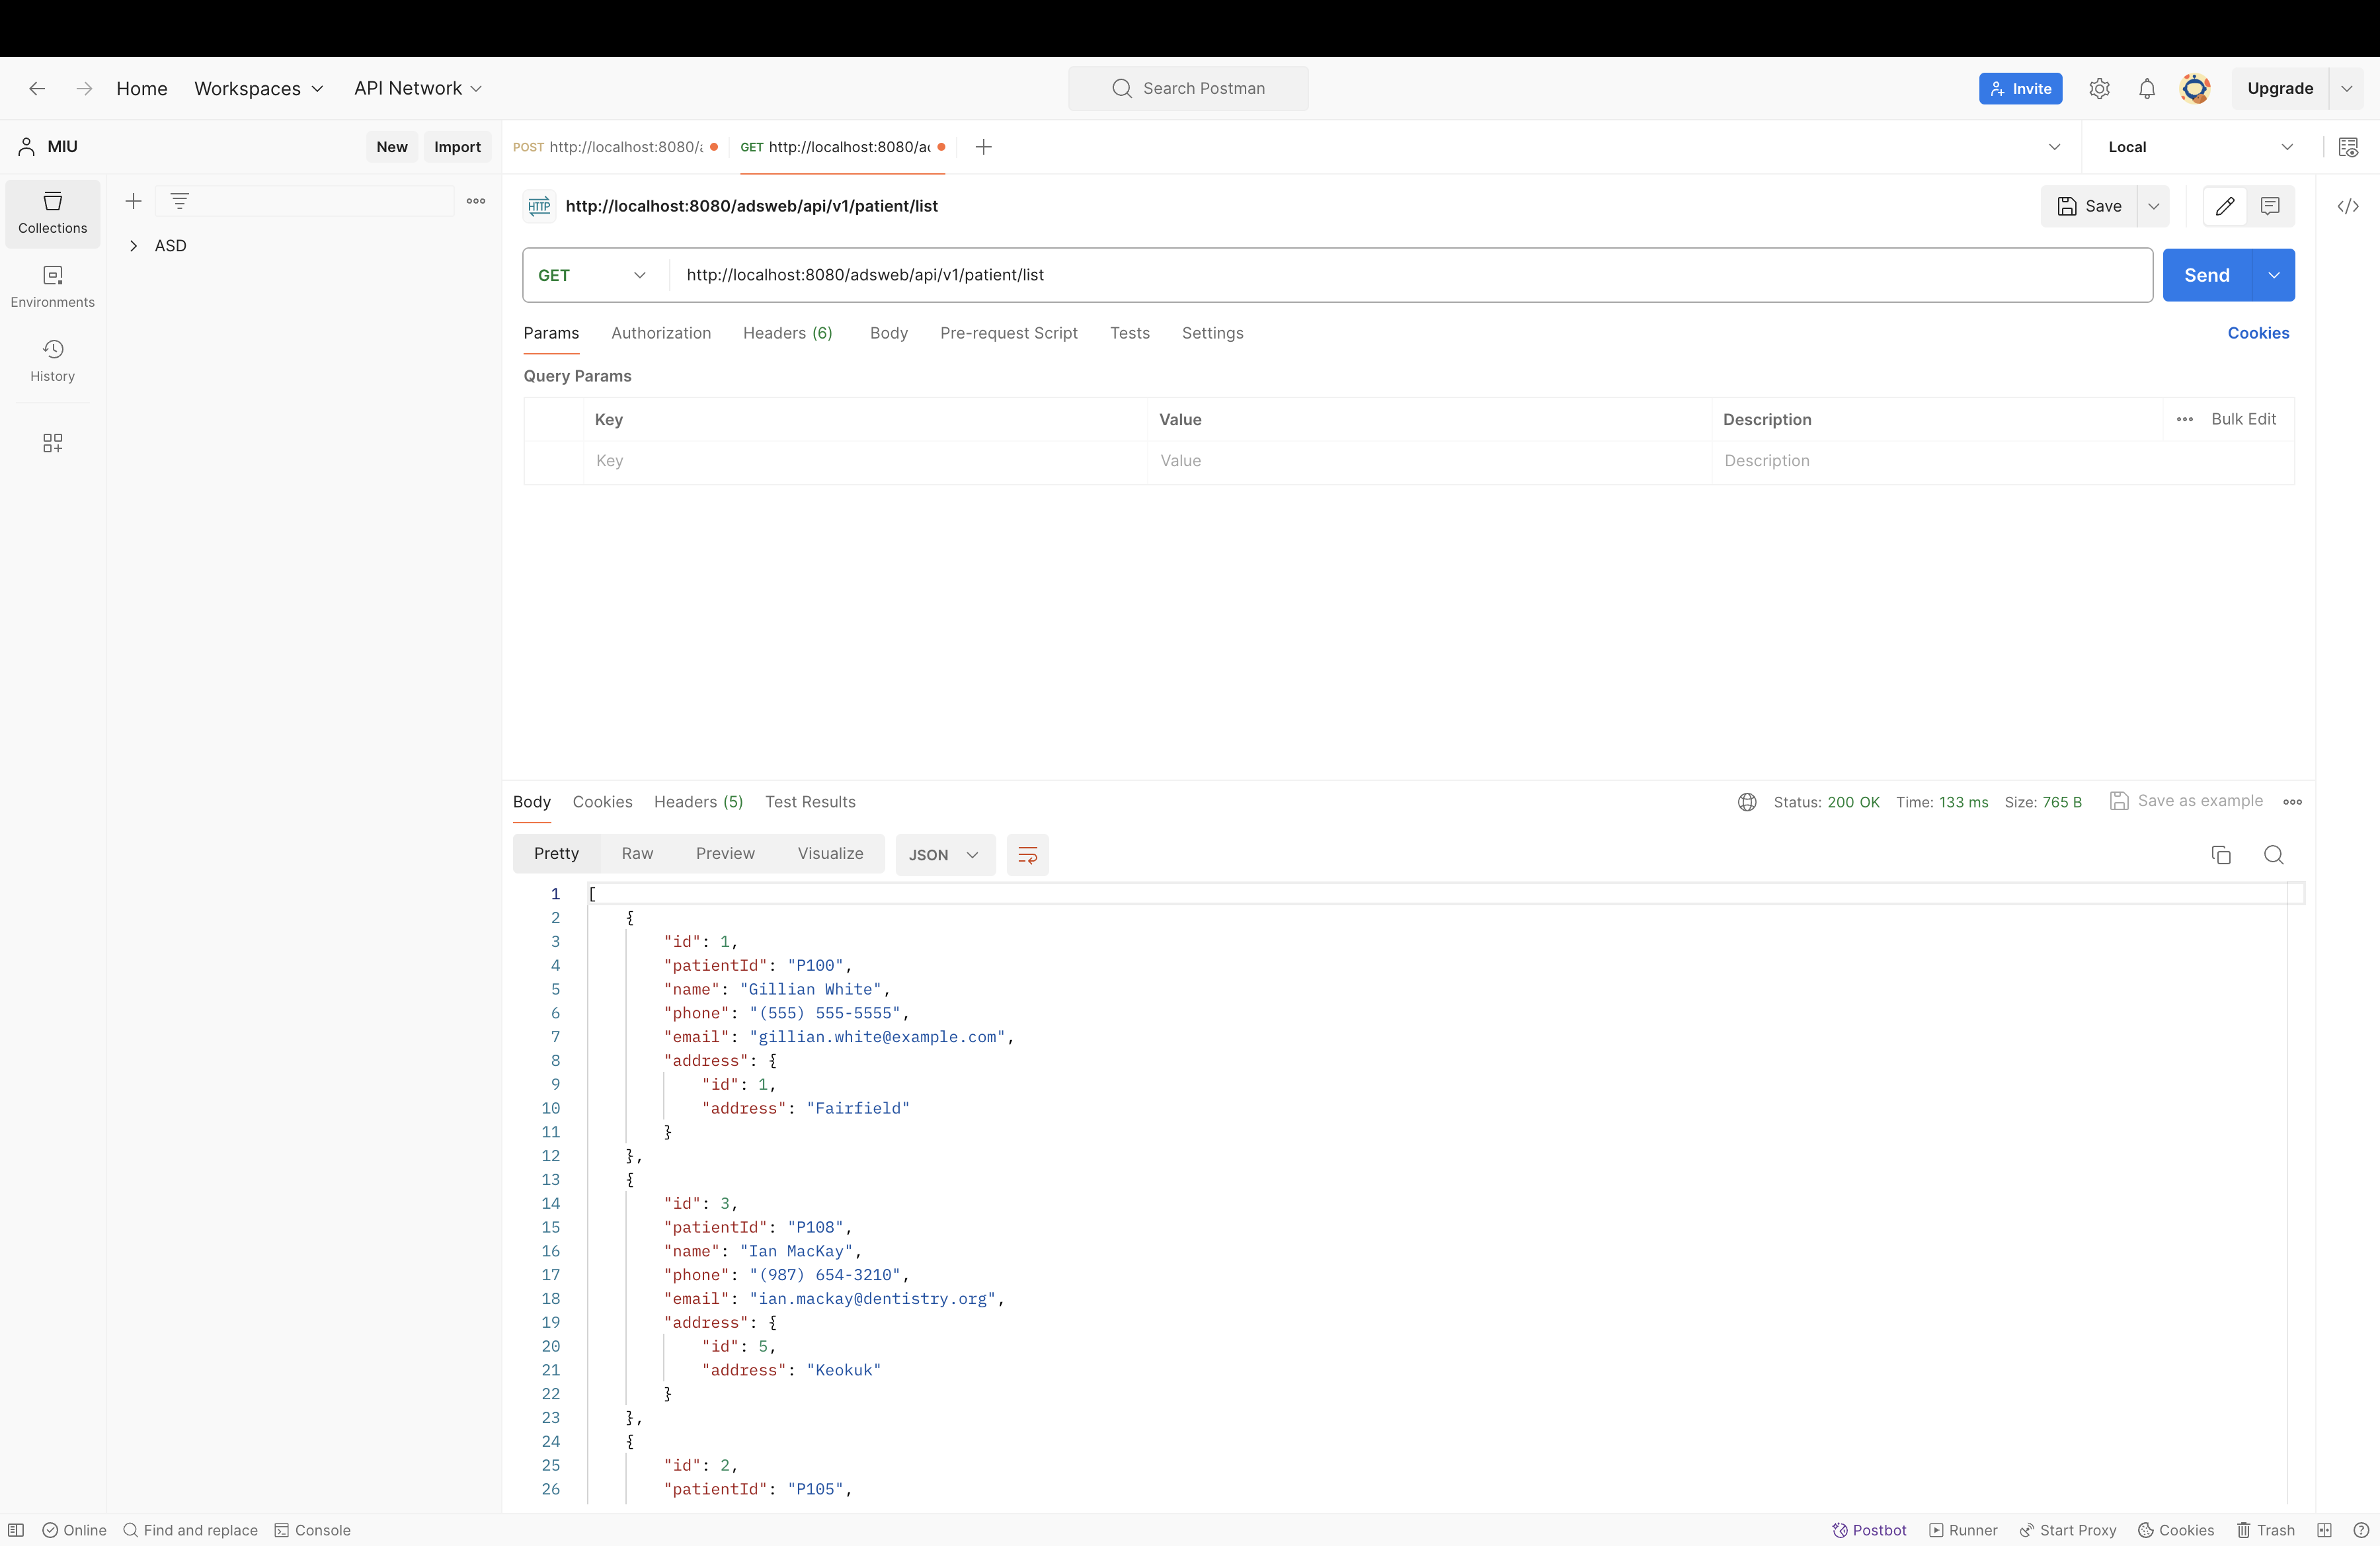 Home Workspaces API Network Search Postman Invite Upgrade
MIU New Import POST http://localhost:8080/ GET http://localhost:8080/ Local
Collections
Environments
History
ASD
HTTP http://localhost:8080/adsweb/api/v1/patient/list Save
GET http://localhost:8080/adsweb/api/v1/patient/list Send
Params Authorization Headers (6) Body Pre-request Script Tests Settings Cookies
Query Params
Key Value Description Bulk Edit
Key Value Description
Body Cookies Headers (5) Test Results Status: 200 OK Time: 133 ms Size: 765 B Save as example
Pretty Raw Preview Visualize JSON
1 [
2 {
3 "id": 1,
4 "patientId": "P100",
5 "name": "Gillian White",
6 "phone": "(555) 555-5555",
7 "email": "gillian.white@example.com",
8 "address": {
9 "id": 1,
10 "address": "Fairfield"
11 }
12 },
13 {
14 "id": 3,
15 "patientId": "P108",
16 "name": "Ian MacKay",
17 "phone": "(987) 654-3210",
18 "email": "ian.mackay@dentistry.org",
19 "address": {
20 "id": 5,
21 "address": "Keokuk"
22 }
23 },
24 {
25 "id": 2,
26 "patientId": "P105",
Online Find and replace Console Postbot Runner Start Proxy Cookies Trash